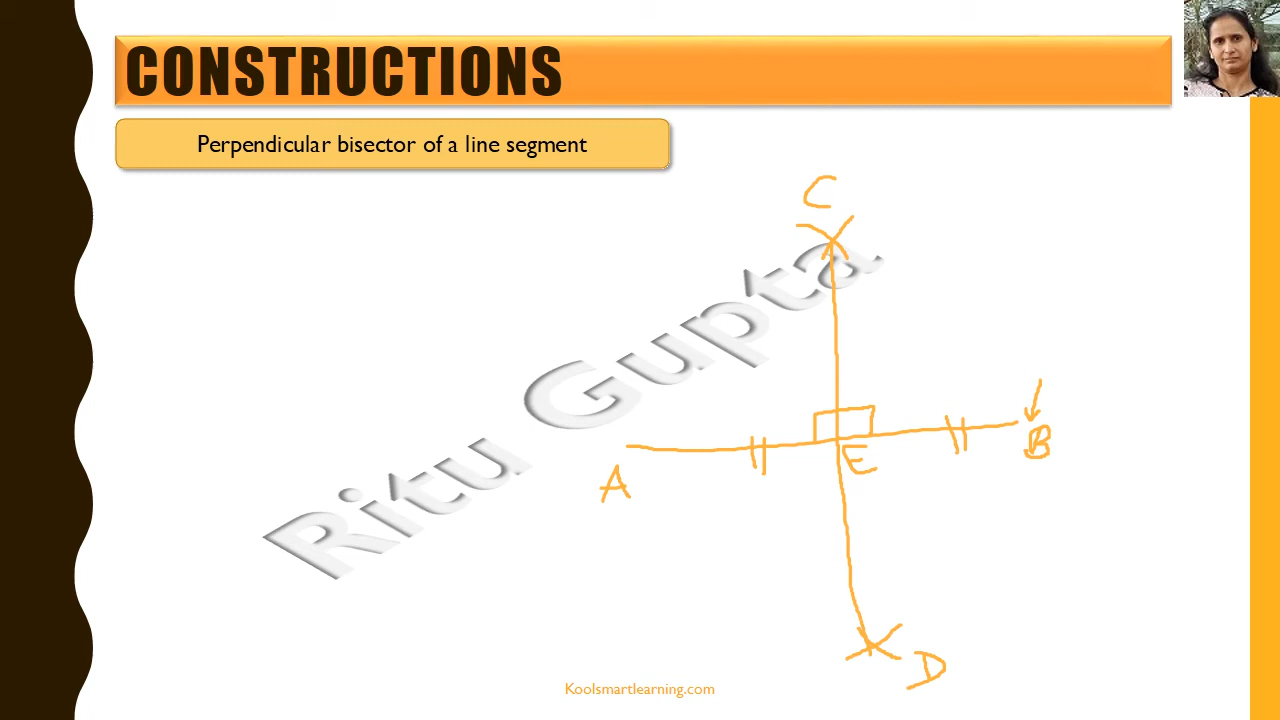 CONSTRUCTIONS
Perpendicular bisector of a line segment
C
Ritu Gupta
B
E
A
D
Koolsmartlearning.com